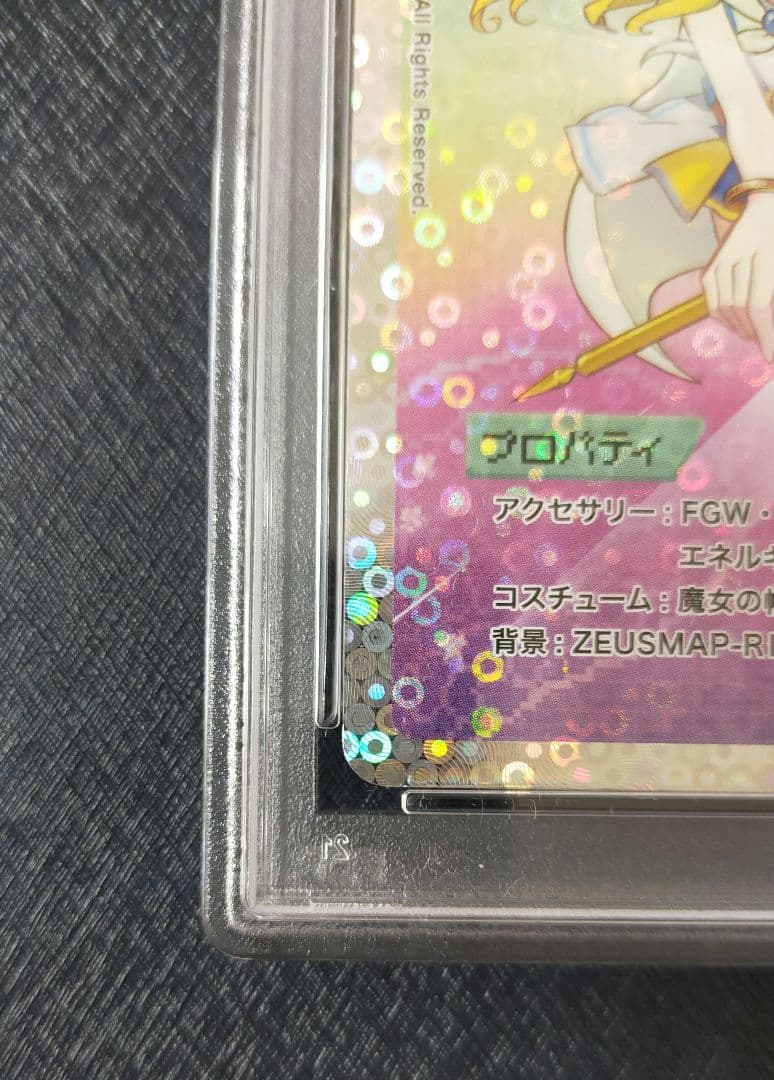 All Rights Reserved.
プロパティ
アクセサリー : FGW・
エネルギ
コスチューム : 魔女の
背景 : ZEUSMAP-R
21